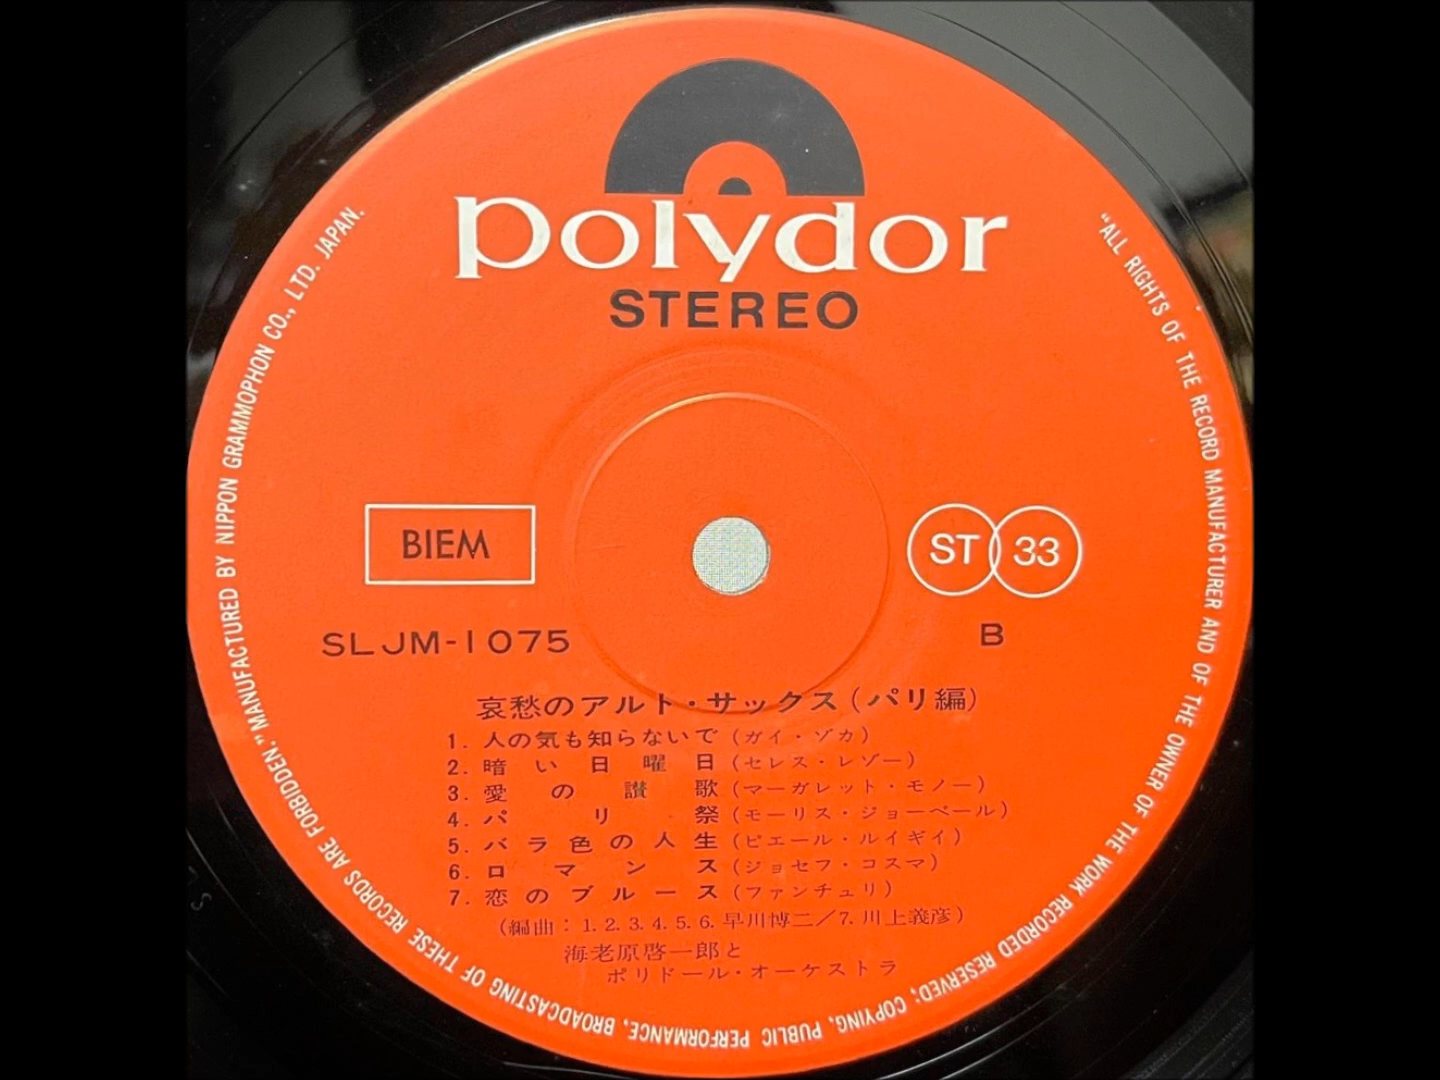 polydor
STEREO
BIEM
ST 33
SLJM-1075
B
哀愁のアルト・サックス(パリ編)
1. 人の気も知らないで(ガイ・ゾカ)
2. 暗い日曜日(セレス・レゾー)
3. 愛の讃歌(マーガレット・モノー)
4. パリ祭(モーリス・ジョーベール)
5. バラ色の人生(ピエール・ルイギイ)
6. ロマンス(ジョセフ・コスマ)
7. 恋のブルース(ファンチェリ)
(編曲:1.2.3.4.5.6.早川博二/7.川上義彦)
海老原啓一郎と
ポリドール・オーケストラ
"ALL RIGHTS OF THE RECORD MANUFACTURER AND OF THE OWNER OF THE WORK RECORDED RESERVED; COPYING, PUBLIC PERFORMANCE, BROADCASTING OF THESE RECORDS ARE FORBIDDEN." MANUFACTURED BY NIPPON GRAMMOPHON CO., LTD. JAPAN.